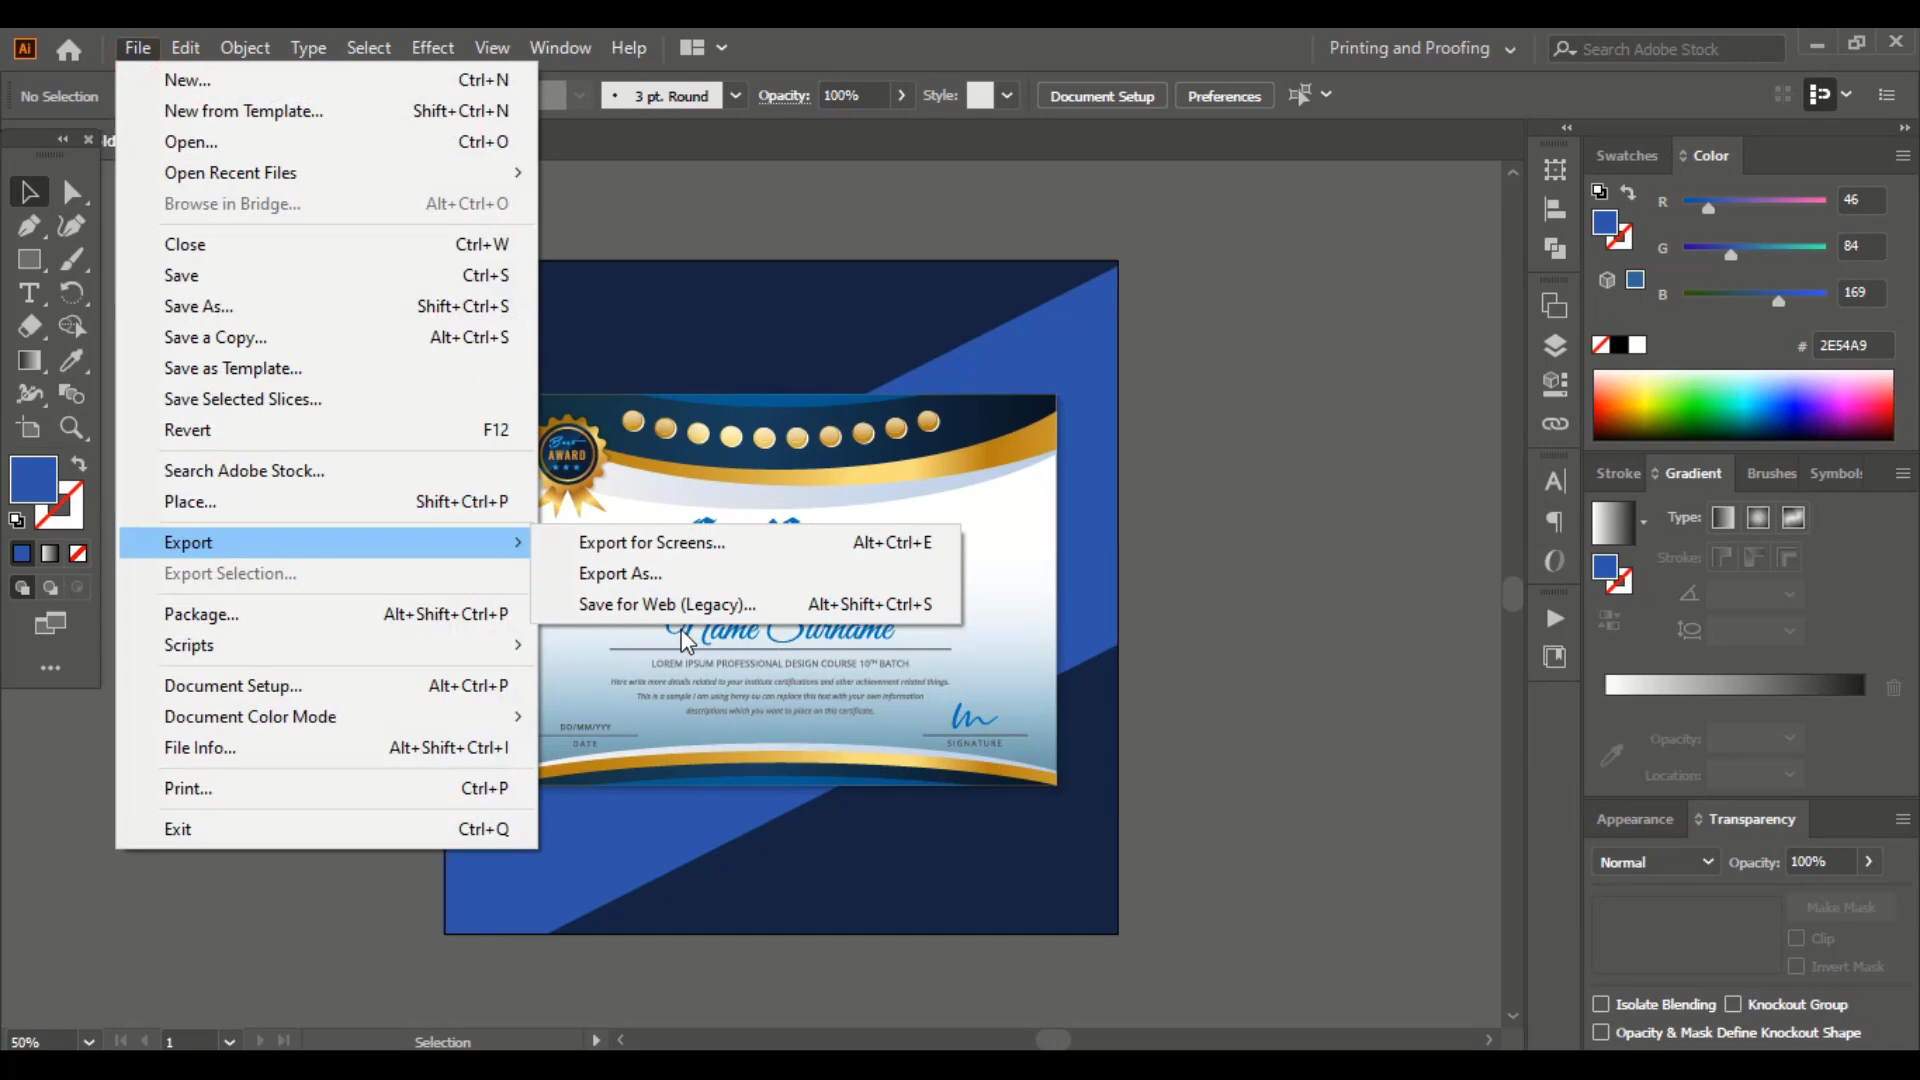 Ai File Edit Object Type Select Effect View Window Help Printing and Proofing Search Adobe Stock
No Selection 3 pt. Round Opacity: 100% Style: Document Setup Preferences
New... Ctrl+N
New from Template... Shift+Ctrl+N
Open... Ctrl+O
Open Recent Files
Browse in Bridge... Alt+Ctrl+O
Close Ctrl+W
Save Ctrl+S
Save As... Shift+Ctrl+S
Save a Copy... Alt+Ctrl+S
Save as Template...
Save Selected Slices...
Revert F12
Search Adobe Stock...
Place... Shift+Ctrl+P
Export
Export Selection...
Package... Alt+Shift+Ctrl+P
Scripts
Document Setup... Alt+Ctrl+P
Document Color Mode
File Info... Alt+Shift+Ctrl+I
Print... Ctrl+P
Exit Ctrl+Q
Export for Screens... Alt+Ctrl+E
Export As...
Save for Web (Legacy)... Alt+Shift+Ctrl+S
Best
AWARD
Name Surname
LOREM IPSUM PROFESSIONAL DESIGN COURSE 10TH BATCH
Here write more details related to your institute certifications and other achievement related things.
This is a sample I am using herey ou can replace this text with your own information
descriptions which you want to place on this certificate.
DD/MM/YYY
DATE
SIGNATURE
Swatches Color
R 46
G 84
B 169
# 2E54A9
Stroke Gradient Brushes Symbols
Type:
Stroke:
Opacity:
Location:
Appearance Transparency
Normal Opacity: 100%
Make Mask
Clip
Invert Mask
Isolate Blending Knockout Group
Opacity & Mask Define Knockout Shape
50% 1 Selection